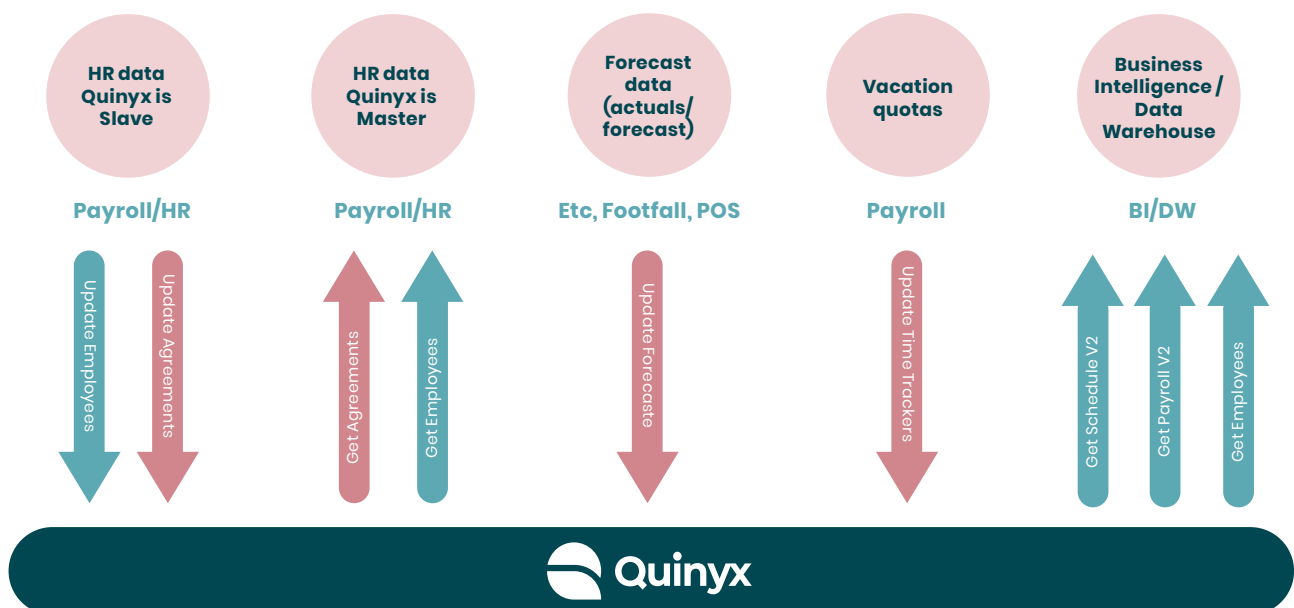 HR data
Quinyx is
Slave
HR data
Quinyx is
Master
Forecast
data
(actuals/
forecast)
Vacation
quotas
Business
Intelligence /
Data
Warehouse
Payroll/HR
Payroll/HR
Etc, Footfall, POS
Payroll
BI/DW
Update Employees
Update Agreements
Get Agreements
Get Employees
Update Forecaste
Update Time Trackers
Get Schedule V2
Get Payroll V2
Get Employees
Quinyx